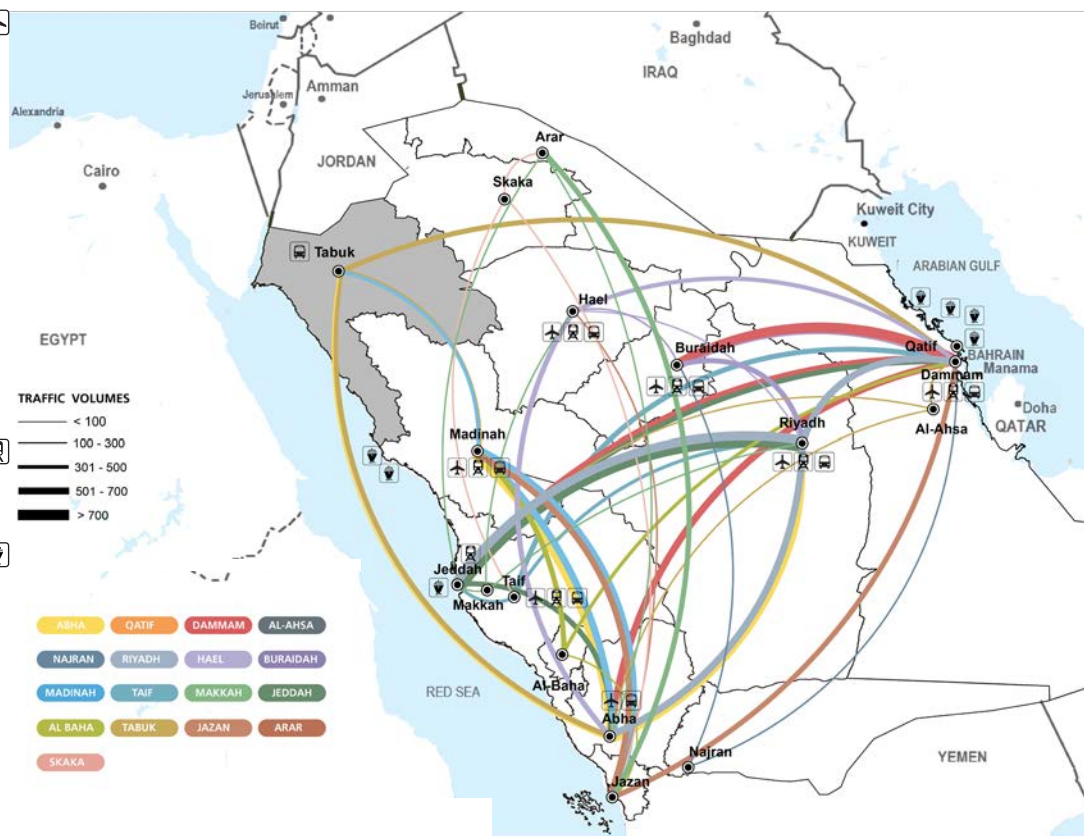 Beirut
Baghdad
IRAQ
Amman
Jerusalem
Alexandria
Arar
JORDAN
Cairo
Skaka
Kuwait City
KUWAIT
Tabuk
ARABIAN GULF
Hael
EGYPT
Buraidah
Qatif
BAHRAIN
Manama
Dammam
TRAFFIC VOLUMES
< 100
100 - 300
301 - 500
501 - 700
> 700
Doha
QATAR
Al-Ahsa
Riyadh
Madinah
Jeddah
Taif
Makkah
ABHA QATIF DAMMAM AL-AHSA
NAJRAN RIYADH HAEL BURAIDAH
MADINAH TAIF MAKKAH JEDDAH
AL BAHA TABUK JAZAN ARAR
SKAKA
RED SEA
Al-Baha
Abha
Najran
YEMEN
Jazan